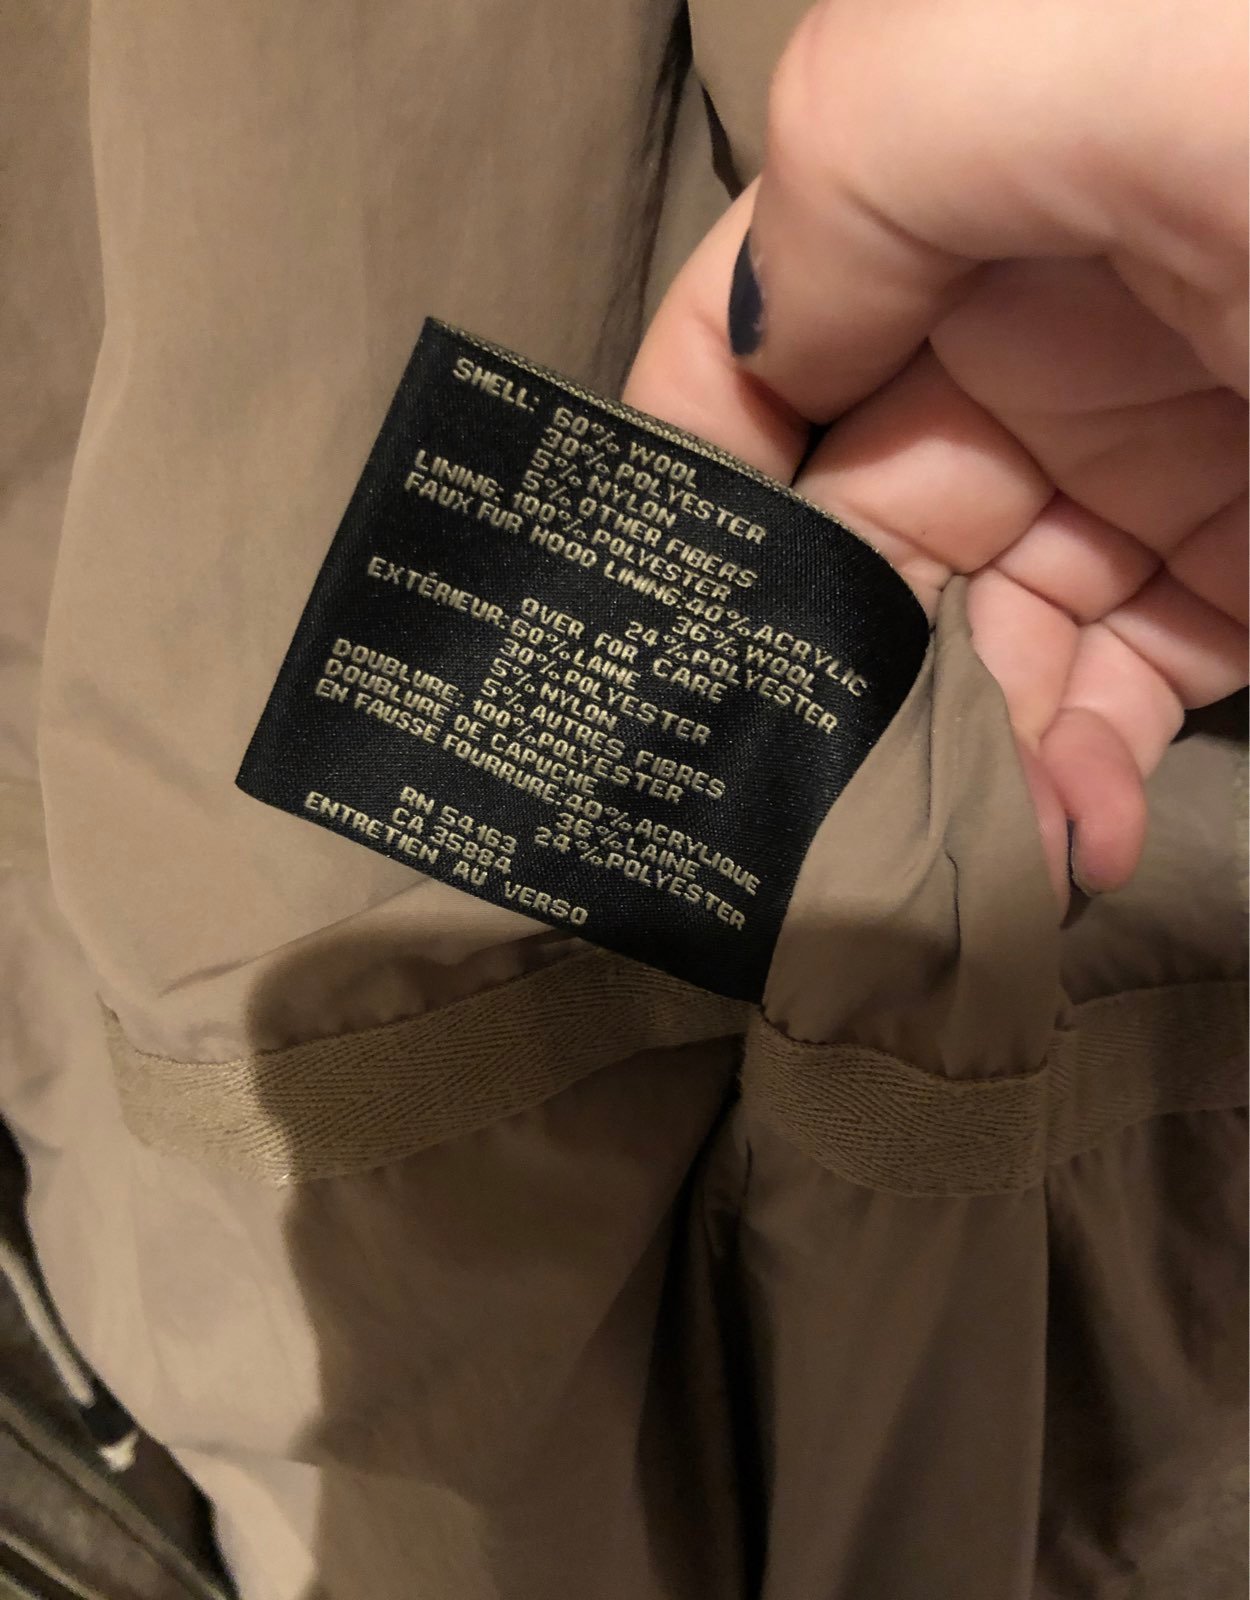 SHELL: 60% WOOL
30% POLYESTER
5% NYLON
5% OTHER FIBERS
LINING: 100% POLYESTER
FAUX FUR HOOD LINING: 40% ACRYLIC
36% WOOL
24% POLYESTER
OVER FOR CARE
EXTÉRIEUR: 60% LAINE
30% POLYESTER
5% NYLON
5% AUTRES FIBRES
DOUBLURE: 100% POLYESTER
DOUBLURE DE CAPUCHE
EN FAUSSE FOURRURE: 40% ACRYLIQUE
36% LAINE
24% POLYESTER
RN 54163
CA 35884
ENTRETIEN AU VERSO